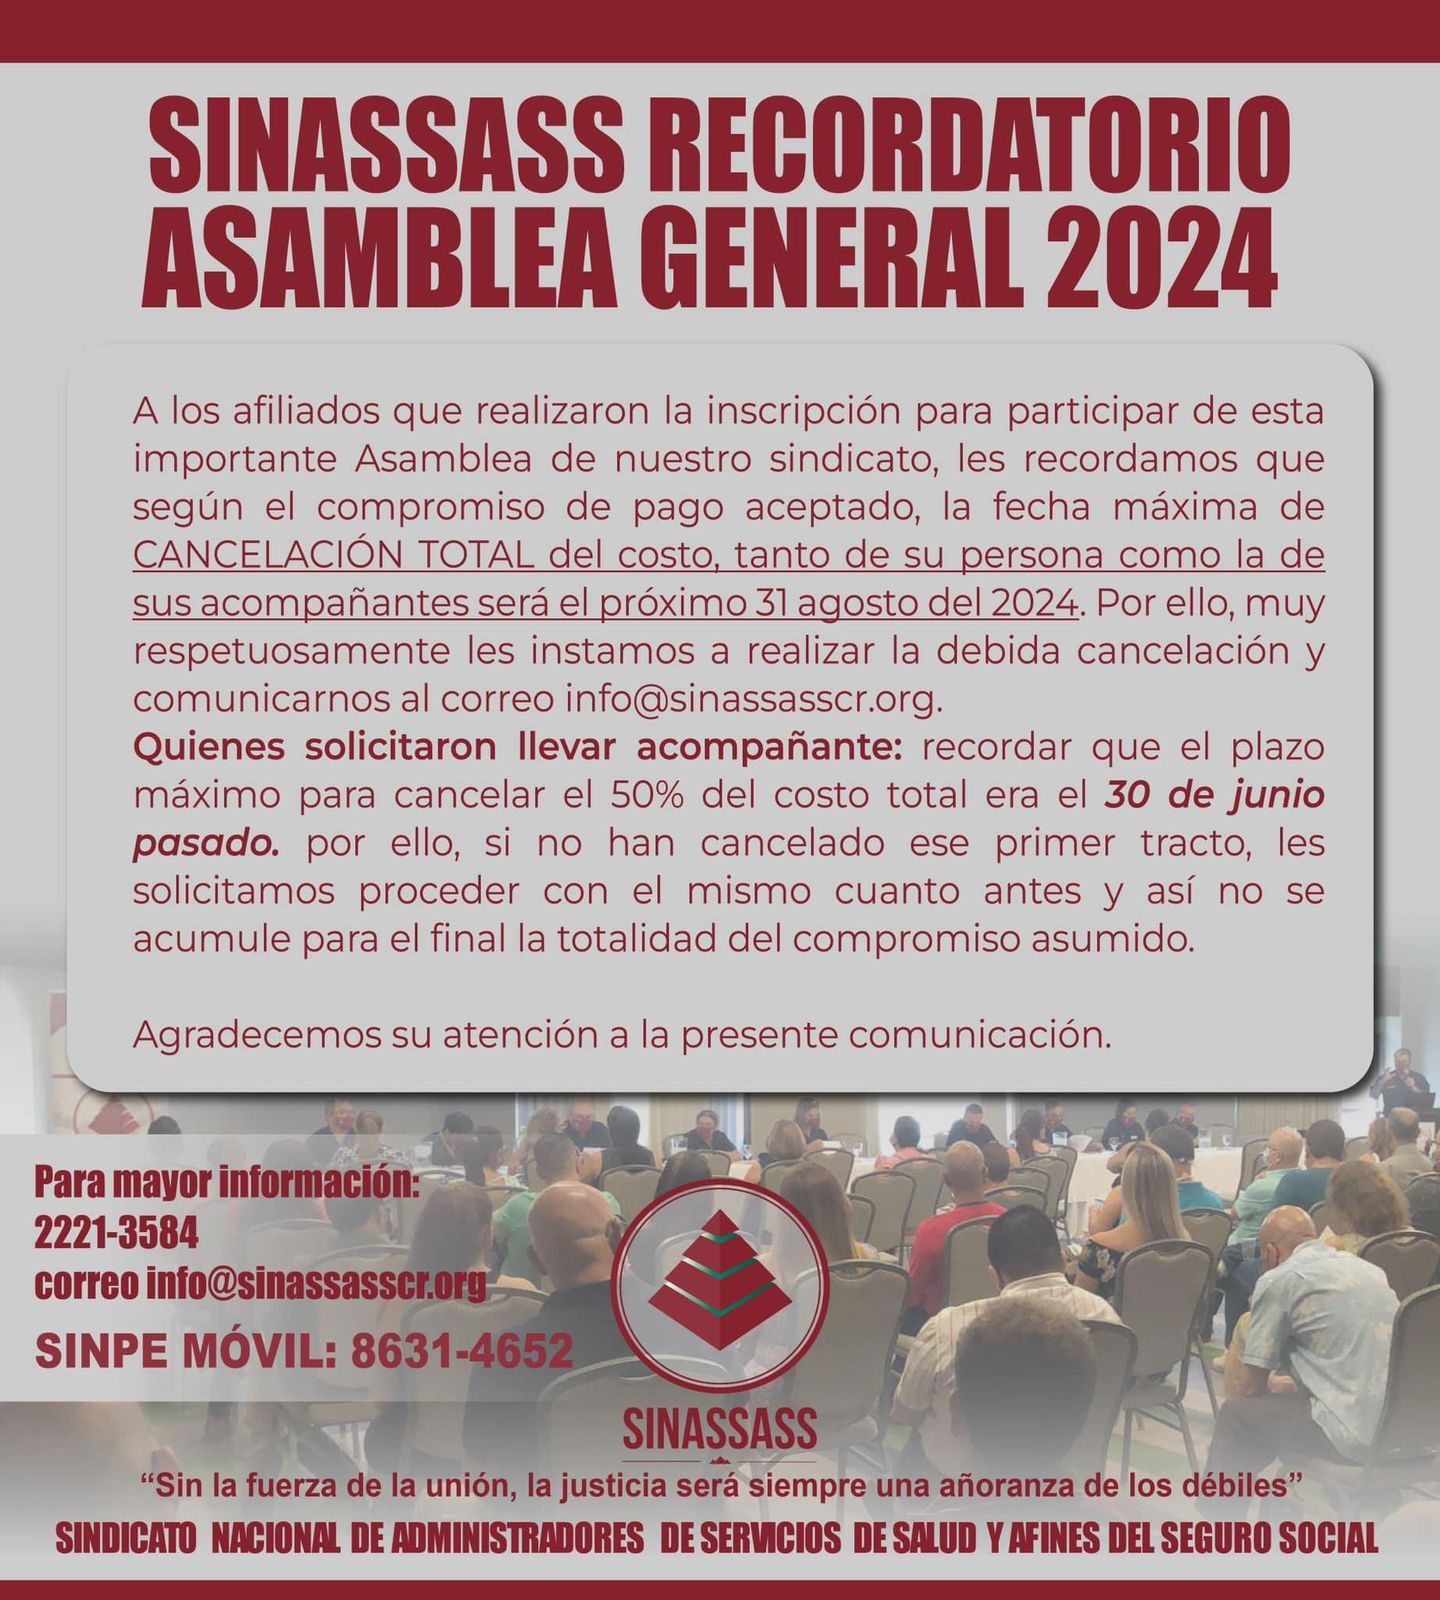 SINASSASS RECORDATORIO
ASAMBLEA GENERAL 2024
A los afiliados que realizaron la inscripción para participar de esta
importante Asamblea de nuestro sindicato, les recordamos que
según el compromiso de pago aceptado, la fecha máxima de
CANCELACIÓN TOTAL del costo, tanto de su persona como la de
sus acompañantes será el próximo 31 agosto del 2024. Por ello, muy
respetuosamente les instamos a realizar la debida cancelación y
comunicarnos al correo info@sinassasscr.org.
Quienes solicitaron llevar acompañante: recordar que el plazo
máximo para cancelar el 50% del costo total era el 30 de junio
pasado. por ello, si no han cancelado ese primer tracto, les
solicitamos proceder con el mismo cuanto antes y así no se
acumule para el final la totalidad del compromiso asumido.
Agradecemos su atención a la presente comunicación.
Para mayor información:
2221-3584
correo info@sinassasscr.org
SINPE MÓVIL: 8631-4652
SINASSASS
“Sin la fuerza de la unión, la justicia será siempre una añoranza de los débiles”
SINDICATO NACIONAL DE ADMINISTRADORES DE SERVICIOS DE SALUD Y AFINES DEL SEGURO SOCIAL